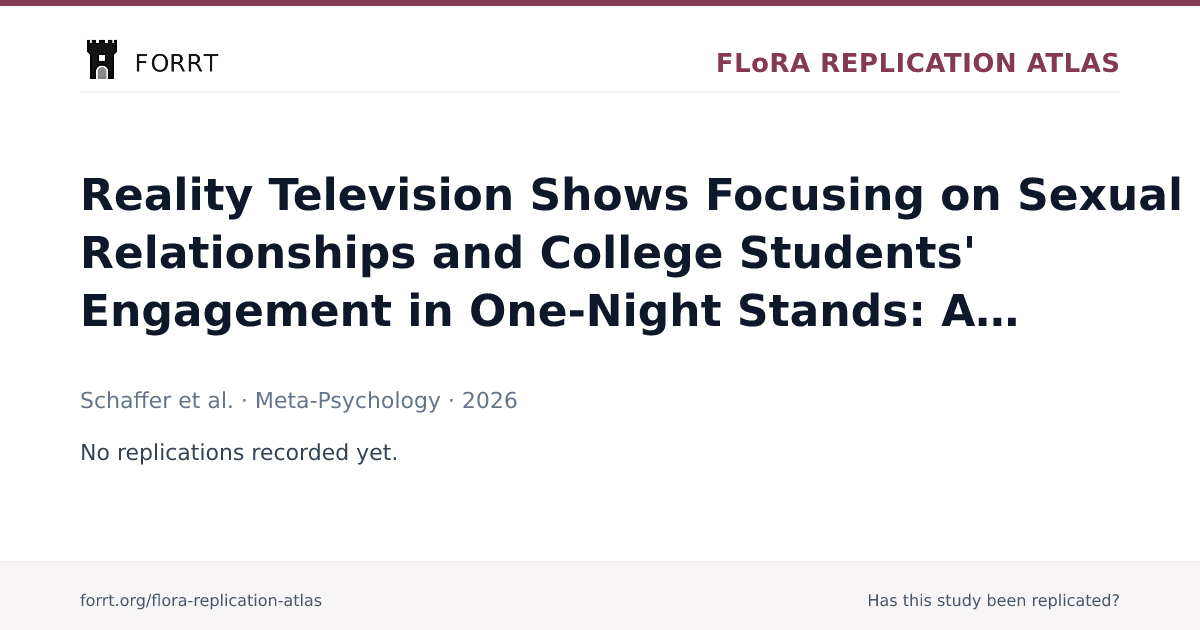 FORRT
FLoRA REPLICATION ATLAS
Reality Television Shows Focusing on Sexual
Relationships and College Students'
Engagement in One-Night Stands: A…
Schaffer et al. · Meta-Psychology · 2026
No replications recorded yet.
forrt.org/flora-replication-atlas
Has this study been replicated?